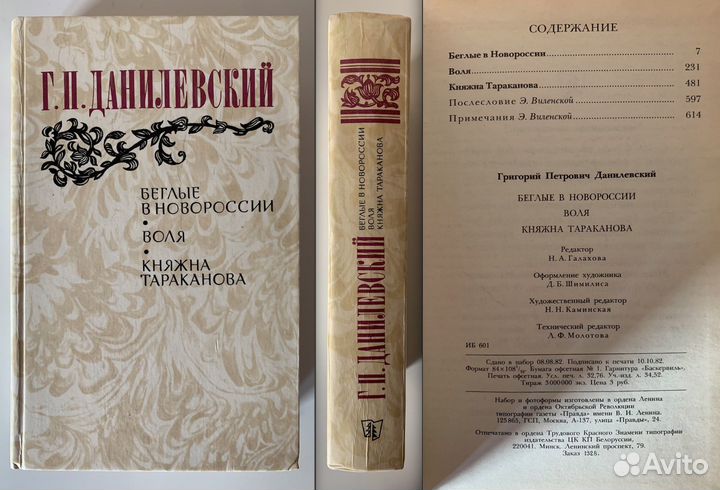 Г.П.ДАНИЛЕВСКИЙ
БЕГЛЫЕ
В НОВОРОССИИ
•
ВОЛЯ
•
КНЯЖНА
ТАРАКАНОВА
Г.П.ДАНИЛЕВСКИЙ
БЕГЛЫЕ В НОВОРОССИИ
ВОЛЯ
КНЯЖНА ТАРАКАНОВА
СОДЕРЖАНИЕ
Беглые в Новороссии 7
Воля 231
Княжна Тараканова 481
Послесловие Э. Виленской 597
Примечания Э. Виленской 614
Григорий Петрович Данилевский
БЕГЛЫЕ В НОВОРОССИИ
ВОЛЯ
КНЯЖНА ТАРАКАНОВА
Редактор
Н. А. Галахова
Оформление художника
Д. Б. Шимилиса
Художественный редактор
Н. Н. Каминская
Технический редактор
Л. Ф. Молотова
ИБ 601
Сдано в набор 08.08.82. Подписано к печати 10.10.82.
Формат 84×108¹/₃₂. Бумага офсетная № 1. Гарнитура «Баскервиль».
Печать офсетная. Усл. печ. л. 32,76. Уч.-изд. л. 34,52.
Тираж 3 000 000 экз. Цена 3 руб.
Набор и фотоформы изготовлены в ордена Ленина
и ордена Октябрьской Революции
типографии газеты «Правда» имени В. И. Ленина.
125865, ГСП, Москва, А-137, улица «Правды», 24.
Отпечатано в ордена Трудового Красного Знамени типографии
издательства ЦК КП Белоруссии,
220041. Минск, Ленинский проспект, 79
Заказ 1328.
Avito